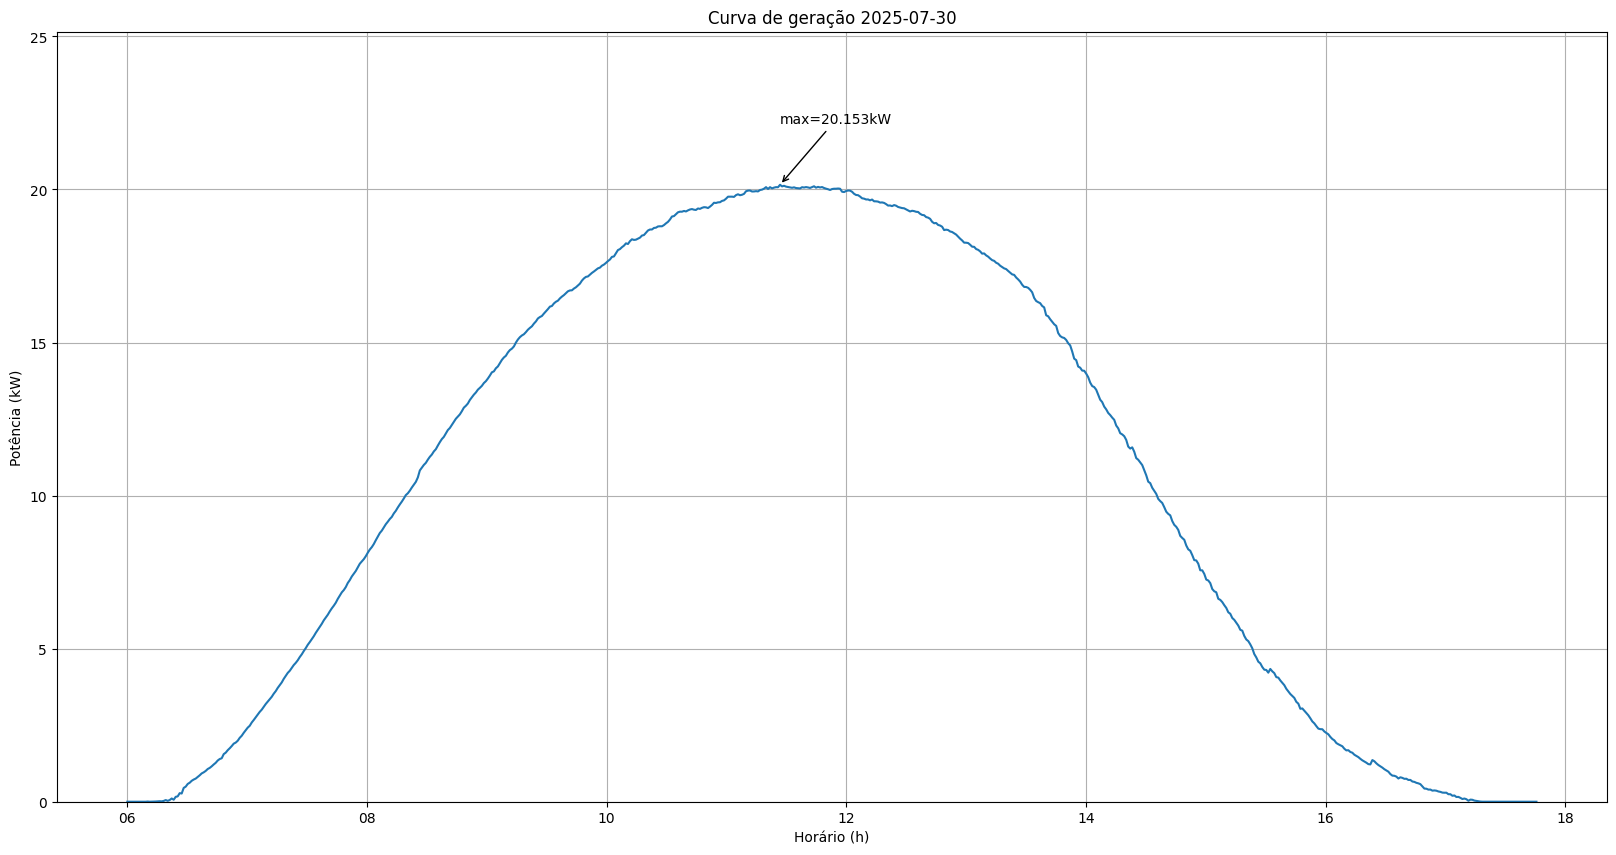 Curva de geração 2025-07-30
25
max=20.153kW
20
15
Potência (kW)
10
5
0
06 08 10 12 14 16 18
Horário (h)